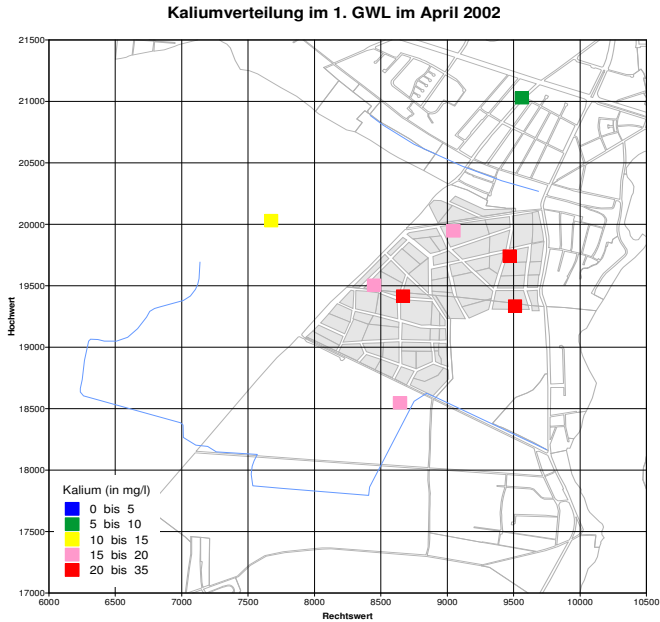 Kaliumverteilung im 1. GWL im April 2002
21500
21000
20500
20000
19500
19000
18500
18000
17500
17000
Hochwert
Kalium (in mg/l)
0 bis 5
5 bis 10
10 bis 15
15 bis 20
20 bis 35
6000 6500 7000 7500 8000 8500 9000 9500 10000 10500
Rechtswert